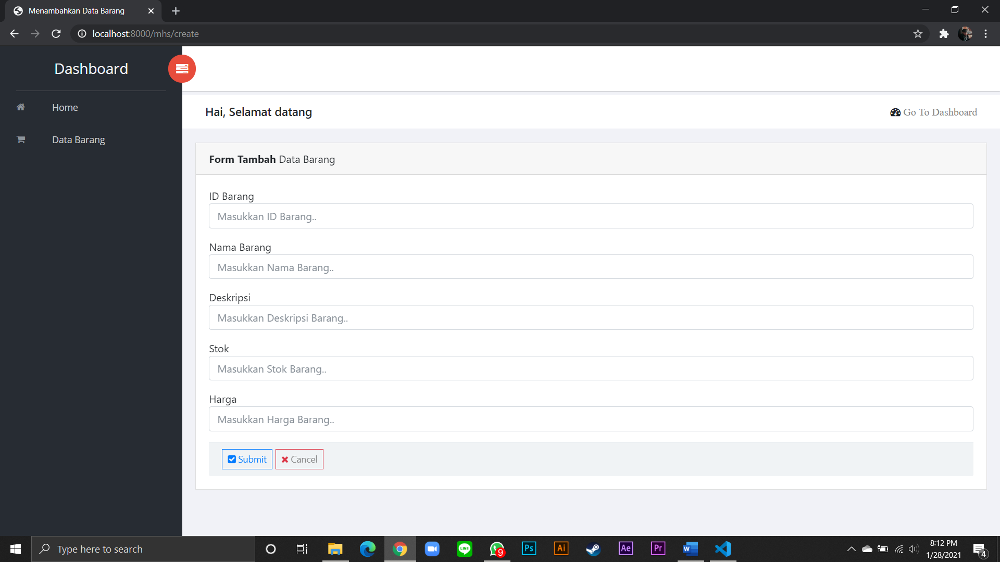 Menambahkan Data Barang
localhost:8000/mhs/create
Dashboard
Home
Data Barang
Hai, Selamat datang
Go To Dashboard
Form Tambah Data Barang
ID Barang
Masukkan ID Barang..
Nama Barang
Masukkan Nama Barang..
Deskripsi
Masukkan Deskripsi Barang..
Stok
Masukkan Stok Barang..
Harga
Masukkan Harga Barang..
Submit
Cancel
Type here to search
LINE
9
Ps
Ai
Ae
Pr
W
8:12 PM
1/28/2021
4